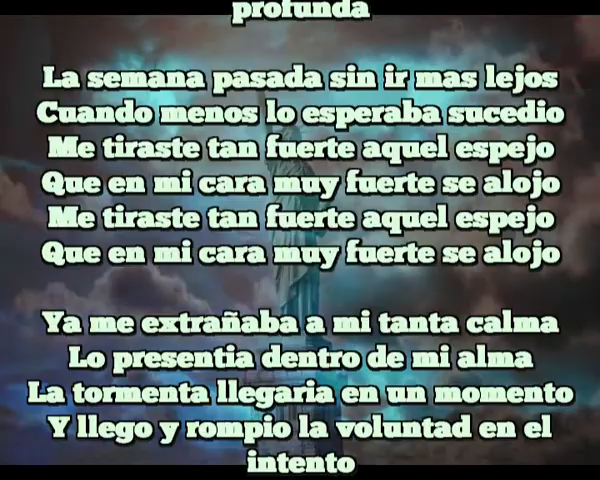 profunda
La semana pasada sin ir mas lejos
Cuando menos lo esperaba sucedio
Me tiraste tan fuerte aquel espejo
Que en mi cara muy fuerte se alojo
Me tiraste tan fuerte aquel espejo
Que en mi cara muy fuerte se alojo
Ya me extrañaba a mi tanta calma
Lo presentia dentro de mi alma
La tormenta llegaria en un momento
Y llego y rompio la voluntad en el
intento